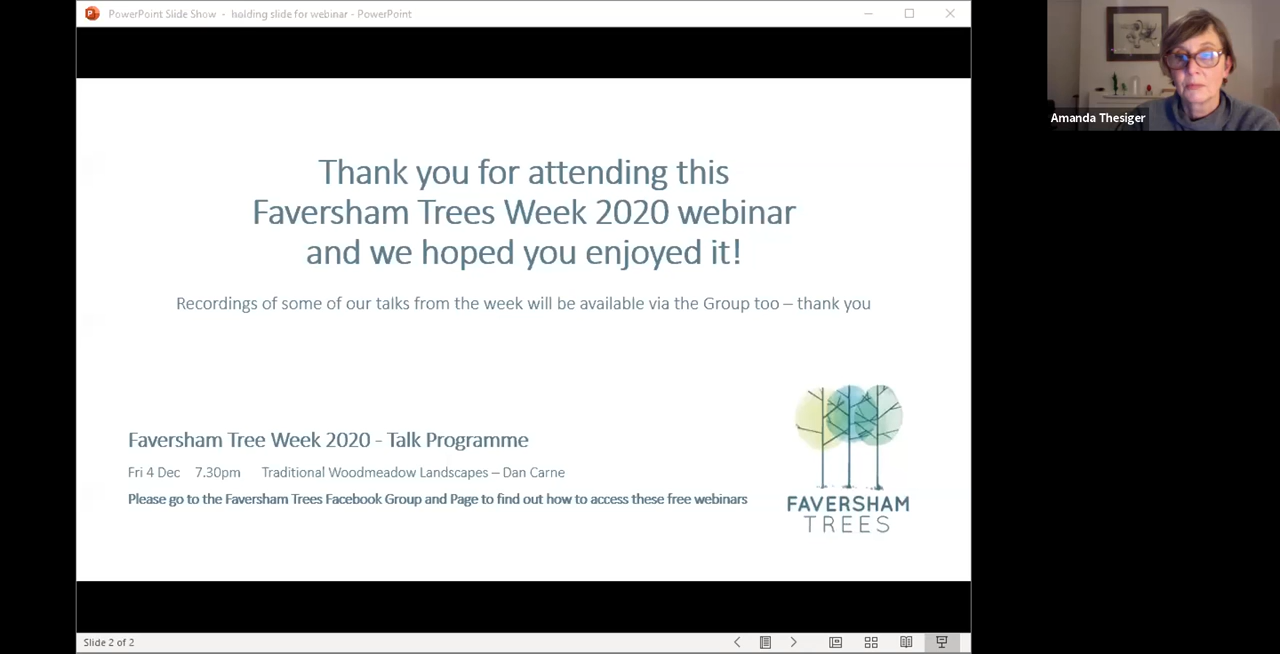 PowerPoint Slide Show - holding slide for webinar - PowerPoint
Amanda Thesiger
Thank you for attending this
Faversham Trees Week 2020 webinar
and we hoped you enjoyed it!
Recordings of some of our talks from the week will be available via the Group too – thank you
Faversham Tree Week 2020 - Talk Programme
Fri 4 Dec 7.30pm Traditional Woodmeadow Landscapes – Dan Carne
Please go to the Faversham Trees Facebook Group and Page to find out how to access these free webinars
FAVERSHAM
TREES
Slide 2 of 2